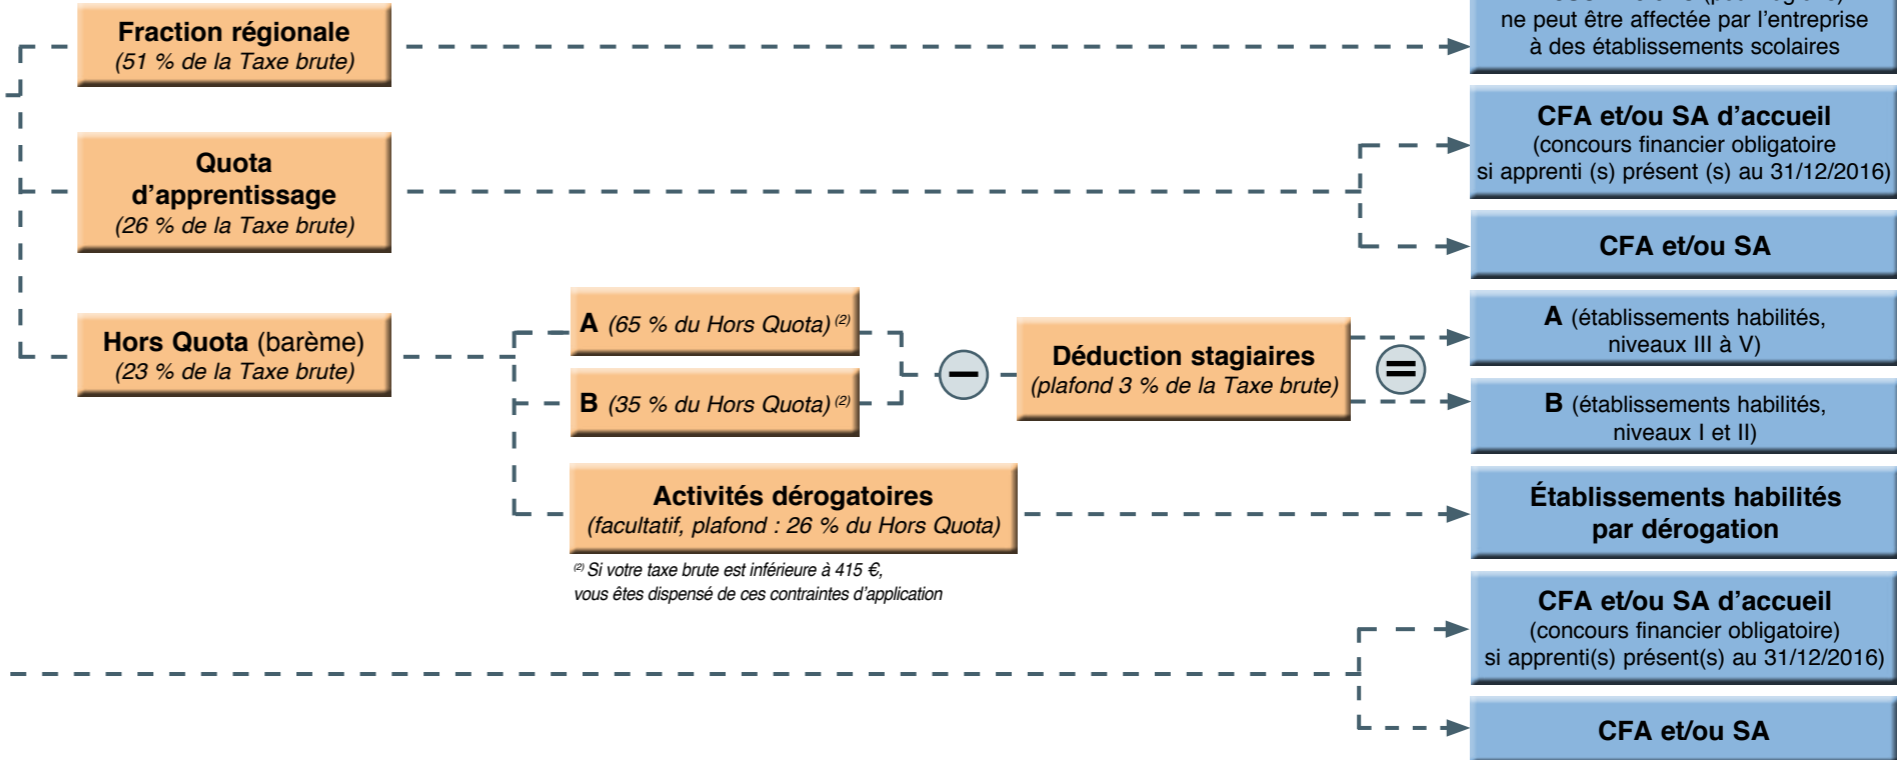 Fraction régionale
(51 % de la Taxe brute)
ne peut être affectée par l'entreprise
à des établissements scolaires
Quota
d'apprentissage
(26 % de la Taxe brute)
CFA et/ou SA d'accueil
(concours financier obligatoire
si apprenti (s) présent (s) au 31/12/2016)
CFA et/ou SA
Hors Quota (barème)
(23 % de la Taxe brute)
A (65 % du Hors Quota) (2)
B (35 % du Hors Quota) (2)
−
Déduction stagiaires
(plafond 3 % de la Taxe brute)
=
A (établissements habilités,
niveaux III à V)
B (établissements habilités,
niveaux I et II)
Activités dérogatoires
(facultatif, plafond : 26 % du Hors Quota)
Établissements habilités
par dérogation
(2) Si votre taxe brute est inférieure à 415 €,
vous êtes dispensé de ces contraintes d'application
CFA et/ou SA d'accueil
(concours financier obligatoire)
si apprenti(s) présent(s) au 31/12/2016)
CFA et/ou SA